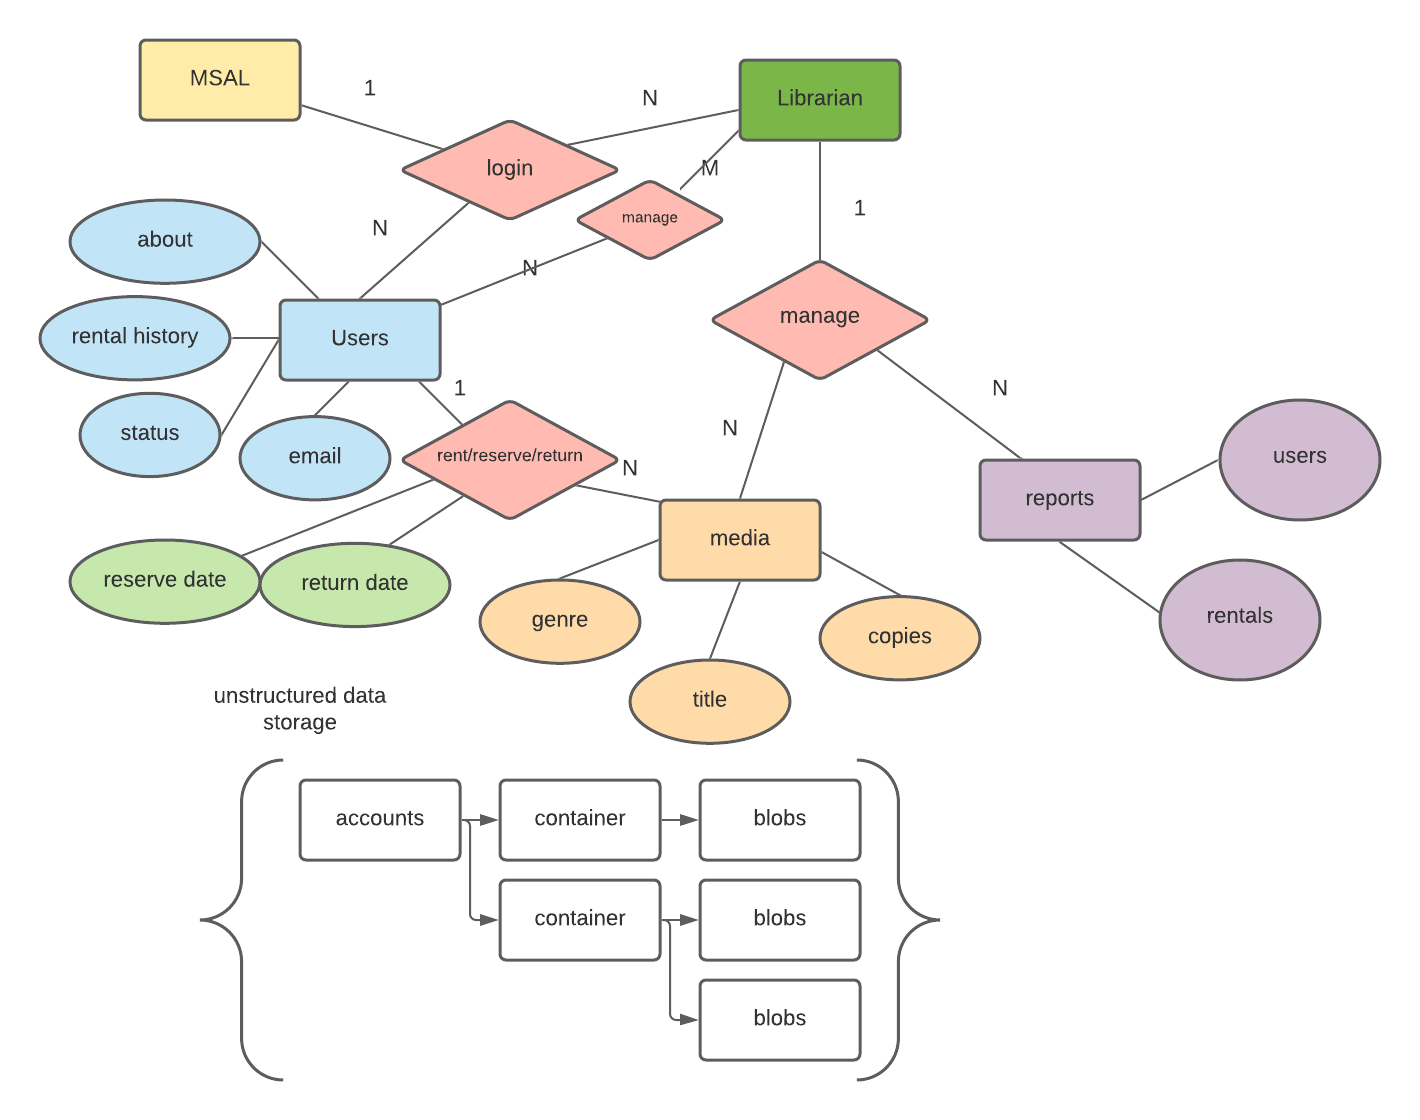 MSAL
1
N
Librarian
login
M
manage
N
1
about
N
rental history
Users
manage
status
email
1
rent/reserve/return
N
N
N
reports
users
media
reserve date
return date
genre
copies
rentals
title
unstructured data
storage
accounts
container
blobs
container
blobs
blobs